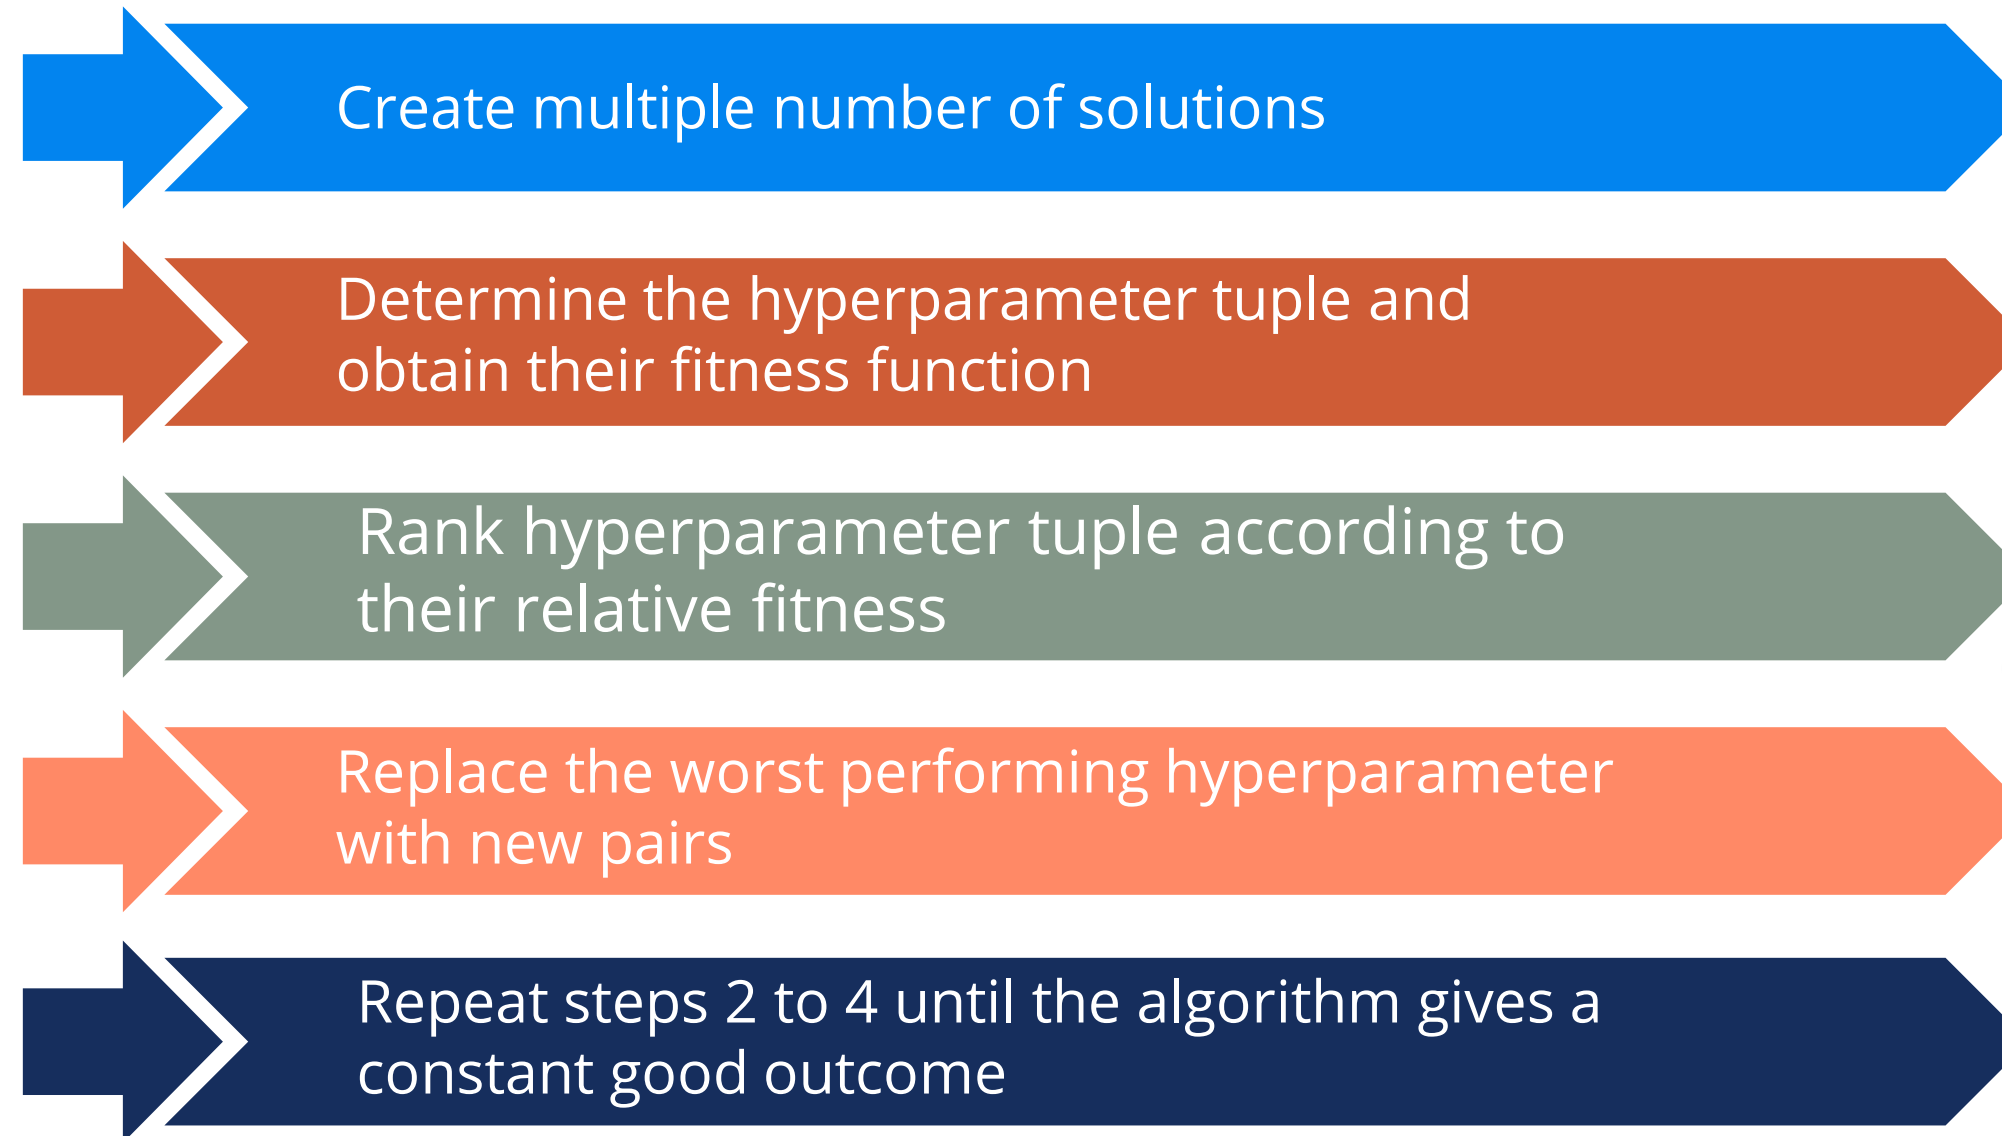 Create multiple number of solutions
Determine the hyperparameter tuple and
obtain their fitness function
Rank hyperparameter tuple according to
their relative fitness
Replace the worst performing hyperparameter
with new pairs
Repeat steps 2 to 4 until the algorithm gives a
constant good outcome